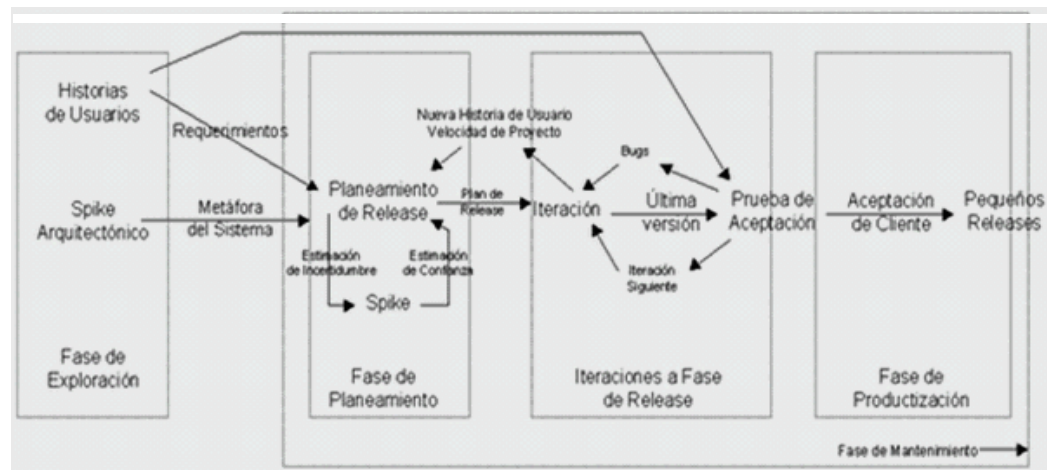 Historias
de Usuarios
Requerimientos
Spike
Arquitectónico
Metáfora
del Sistema
Fase de
Exploración
Nueva Historia de Usuario
Velocidad de Proyecto
Planeamiento
de Release
Plan de
Release
Estimación
de Incertidumbre
Estimación
de Confianza
Spike
Fase de
Planeamiento
Bugs
Iteración
Última
versión
Prueba de
Aceptación
Iteración
Siguiente
Iteraciones a Fase
de Release
Aceptación
de Cliente
Pequeños
Releases
Fase de
Productización
Fase de Mantenimiento